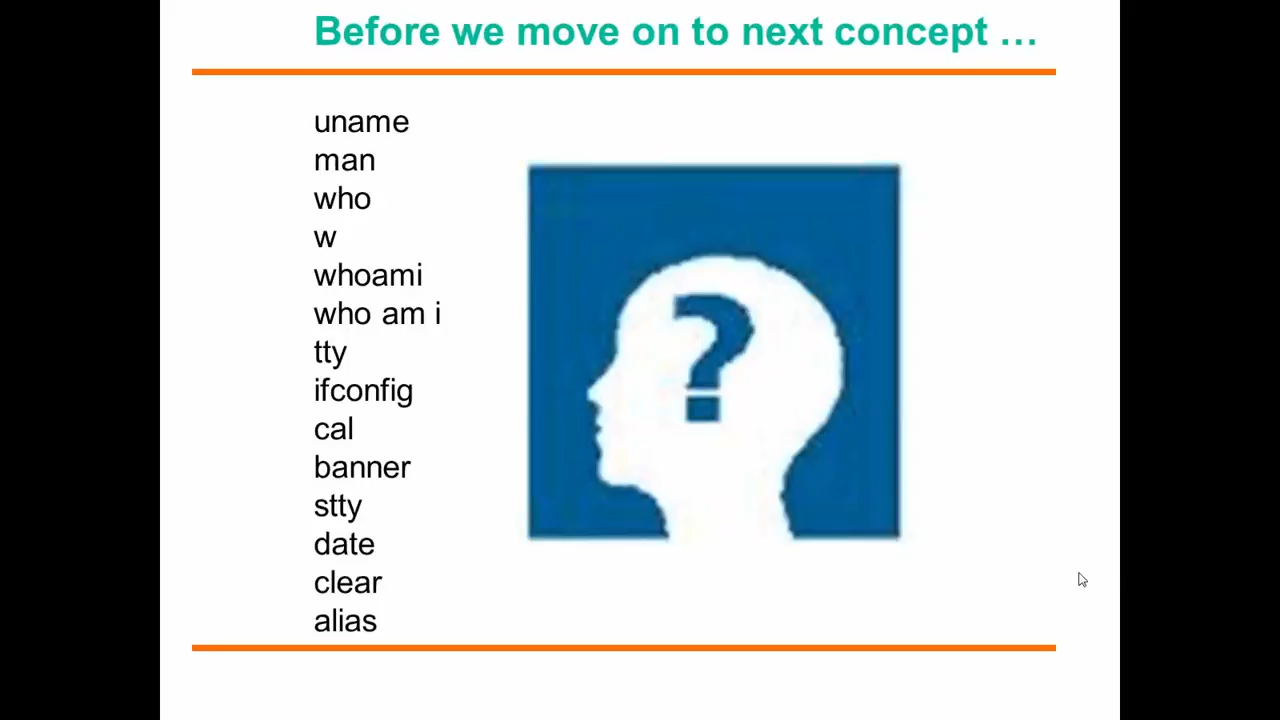 Before we move on to next concept …
uname
man
who
w
whoami
who am i
tty
ifconfig
cal
banner
stty
date
clear
alias
?